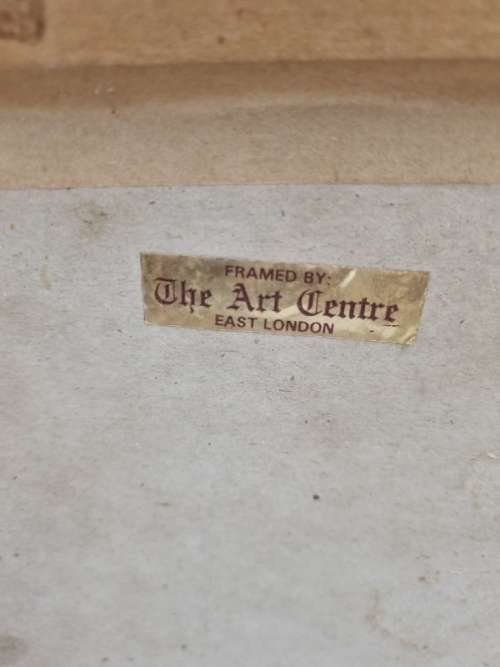 FRAMED BY:
The Art Centre
EAST LONDON